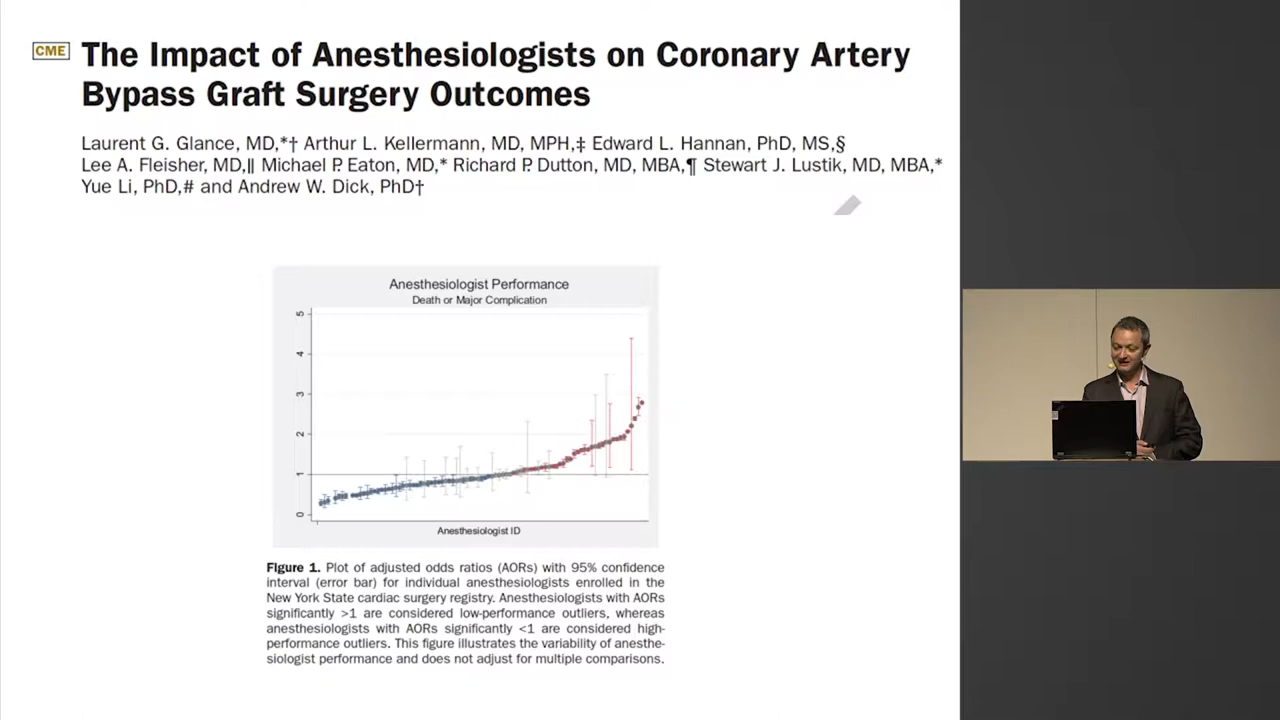 CME
The Impact of Anesthesiologists on Coronary Artery
Bypass Graft Surgery Outcomes
Laurent G. Glance, MD,*† Arthur L. Kellermann, MD, MPH,‡ Edward L. Hannan, PhD, MS,§
Lee A. Fleisher, MD,‖ Michael P. Eaton, MD,* Richard P. Dutton, MD, MBA,¶ Stewart J. Lustik, MD, MBA,*
Yue Li, PhD,# and Andrew W. Dick, PhD†
Anesthesiologist Performance
Death or Major Complication
5
4
3
2
1
0
Anesthesiologist ID
Figure 1. Plot of adjusted odds ratios (AORs) with 95% confidence
interval (error bar) for individual anesthesiologists enrolled in the
New York State cardiac surgery registry. Anesthesiologists with AORs
significantly >1 are considered low-performance outliers, whereas
anesthesiologists with AORs significantly <1 are considered high-
performance outliers. This figure illustrates the variability of anesthe-
siologist performance and does not adjust for multiple comparisons.